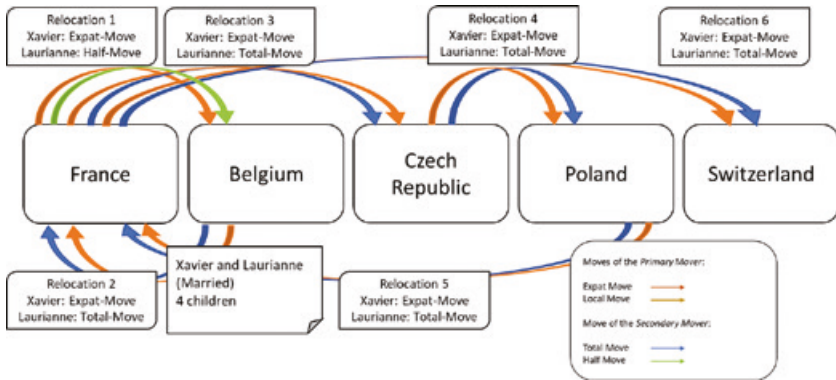 Relocation 1
Xavier: Expat-Move
Laurianne: Half-Move
Relocation 3
Xavier: Expat-Move
Laurianne: Total-Move
Relocation 4
Xavier: Expat-Move
Laurianne: Total-Move
Relocation 6
Xavier: Expat-Move
Laurianne: Total-Move
France
Belgium
Czech
Republic
Poland
Switzerland
Relocation 2
Xavier: Expat-Move
Laurianne: Total-Move
Xavier and Laurianne
(Married)
4 children
Relocation 5
Xavier: Expat-Move
Laurianne: Total-Move
Moves of the Primary Mover:
Expat Move
Local Move
Move of the Secondary Mover:
Total Move
Half Move